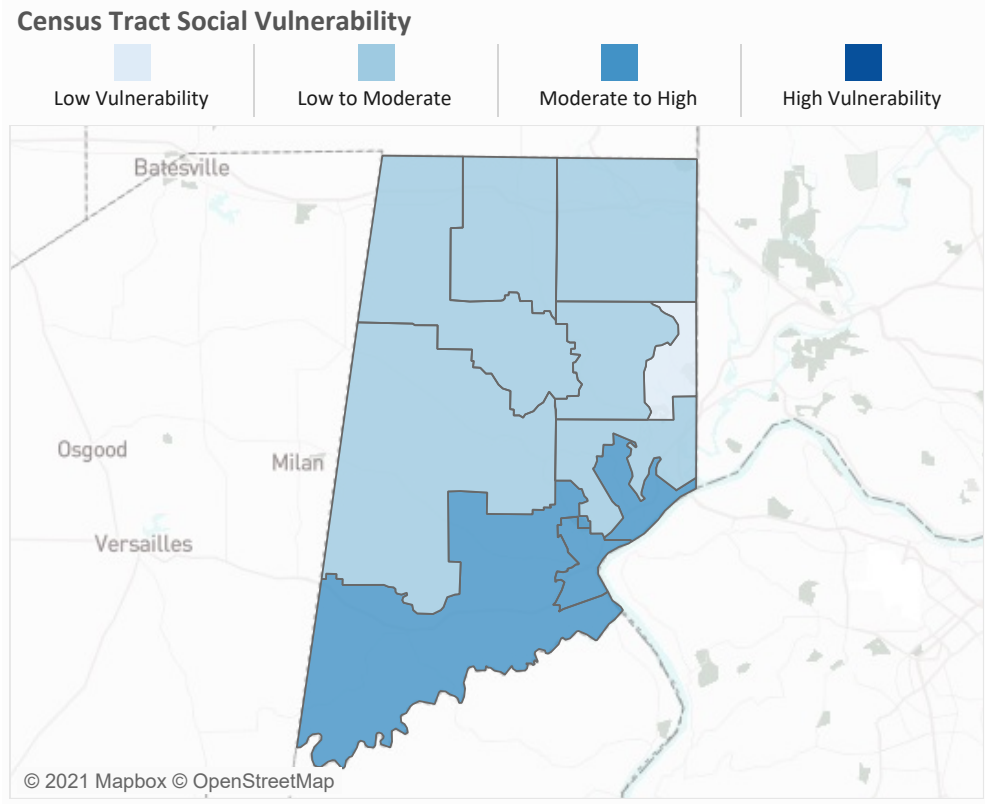 Census Tract Social Vulnerability
Low Vulnerability
Low to Moderate
Moderate to High
High Vulnerability
Batesville
Osgood
Milan
Versailles
© 2021 Mapbox © OpenStreetMap